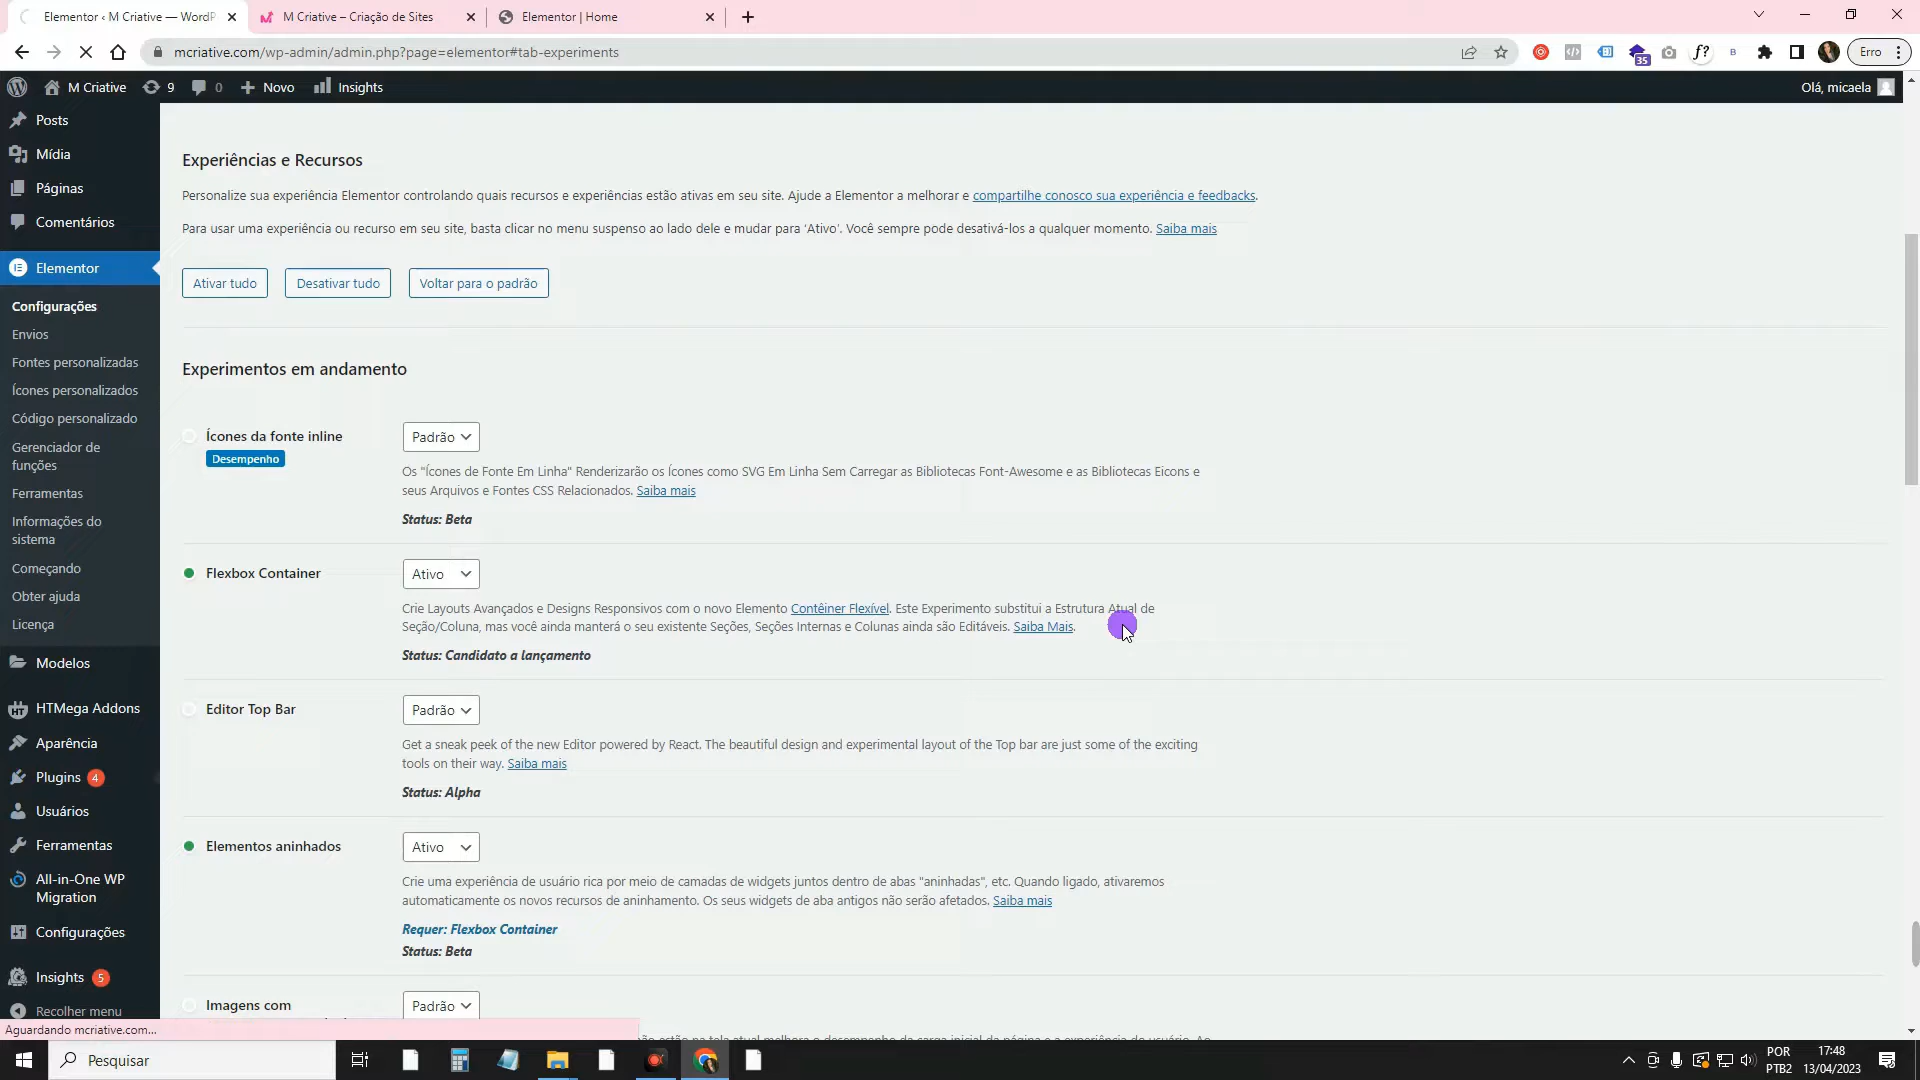 Elementor ‹ M Criative — WordP
M Criative – Criação de Sites
Elementor | Home
mcriative.com/wp-admin/admin.php?page=elementor#tab-experiments
35
f?
B
Erro
M Criative
9
0
Novo
Insights
Olá, micaela
Posts
Mídia
Páginas
Comentários
Elementor
Configurações
Envios
Fontes personalizadas
Ícones personalizados
Código personalizado
Gerenciador de
funções
Ferramentas
Informações do
sistema
Começando
Obter ajuda
Licença
Modelos
HTMega Addons
Aparência
Plugins 4
Usuários
Ferramentas
All-in-One WP
Migration
Configurações
Insights 5
Recolher menu
Experiências e Recursos
Personalize sua experiência Elementor controlando quais recursos e experiências estão ativas em seu site. Ajude a Elementor a melhorar e compartilhe conosco sua experiência e feedbacks.
Para usar uma experiência ou recurso em seu site, basta clicar no menu suspenso ao lado dele e mudar para 'Ativo'. Você sempre pode desativá-los a qualquer momento. Saiba mais
Ativar tudo
Desativar tudo
Voltar para o padrão
Experimentos em andamento
Ícones da fonte inline
Desempenho
Padrão
Os "Ícones de Fonte Em Linha" Renderizarão os Ícones como SVG Em Linha Sem Carregar as Bibliotecas Font-Awesome e as Bibliotecas Eicons e
seus Arquivos e Fontes CSS Relacionados. Saiba mais
Status: Beta
Flexbox Container
Ativo
Crie Layouts Avançados e Designs Responsivos com o novo Elemento Contêiner Flexível. Este Experimento substitui a Estrutura Atual de
Seção/Coluna, mas você ainda manterá o seu existente Seções, Seções Internas e Colunas ainda são Editáveis. Saiba Mais.
Status: Candidato a lançamento
Editor Top Bar
Padrão
Get a sneak peek of the new Editor powered by React. The beautiful design and experimental layout of the Top bar are just some of the exciting
tools on their way. Saiba mais
Status: Alpha
Elementos aninhados
Ativo
Crie uma experiência de usuário rica por meio de camadas de widgets juntos dentro de abas "aninhadas", etc. Quando ligado, ativaremos
automaticamente os novos recursos de aninhamento. Os seus widgets de aba antigos não serão afetados. Saiba mais
Requer: Flexbox Container
Status: Beta
Imagens com
Padrão
Aguardando mcriative.com...
Pesquisar
POR
PTB2
17:48
13/04/2023